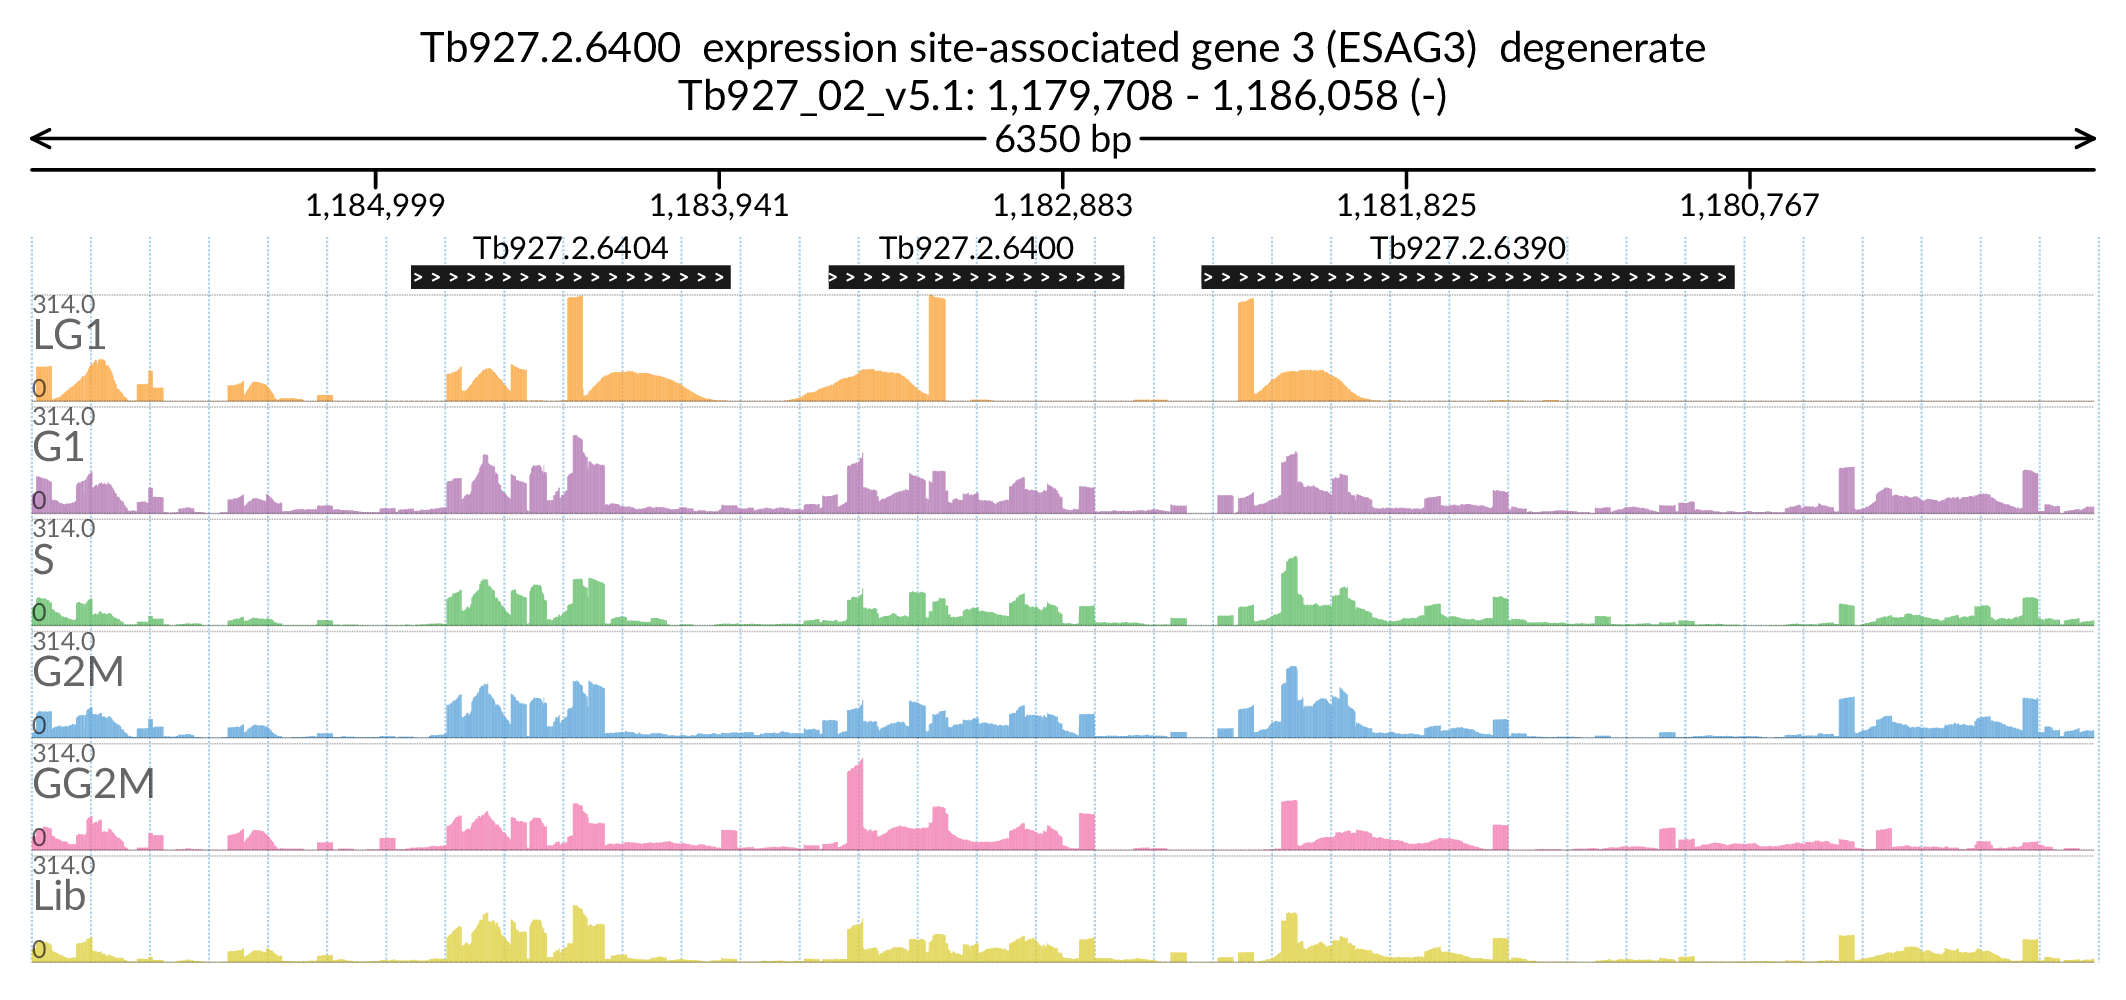 Tb927.2.6400 expression site-associated gene 3 (ESAG3) degenerate
Tb927_02_v5.1: 1,179,708 - 1,186,058 (-)
6350 bp
1,184,999 1,183,941 1,182,883 1,181,825 1,180,767
Tb927.2.6404 Tb927.2.6400 Tb927.2.6390
314.0
LG1
0
314.0
G1
0
314.0
S
0
314.0
G2M
0
314.0
GG2M
0
314.0
Lib
0